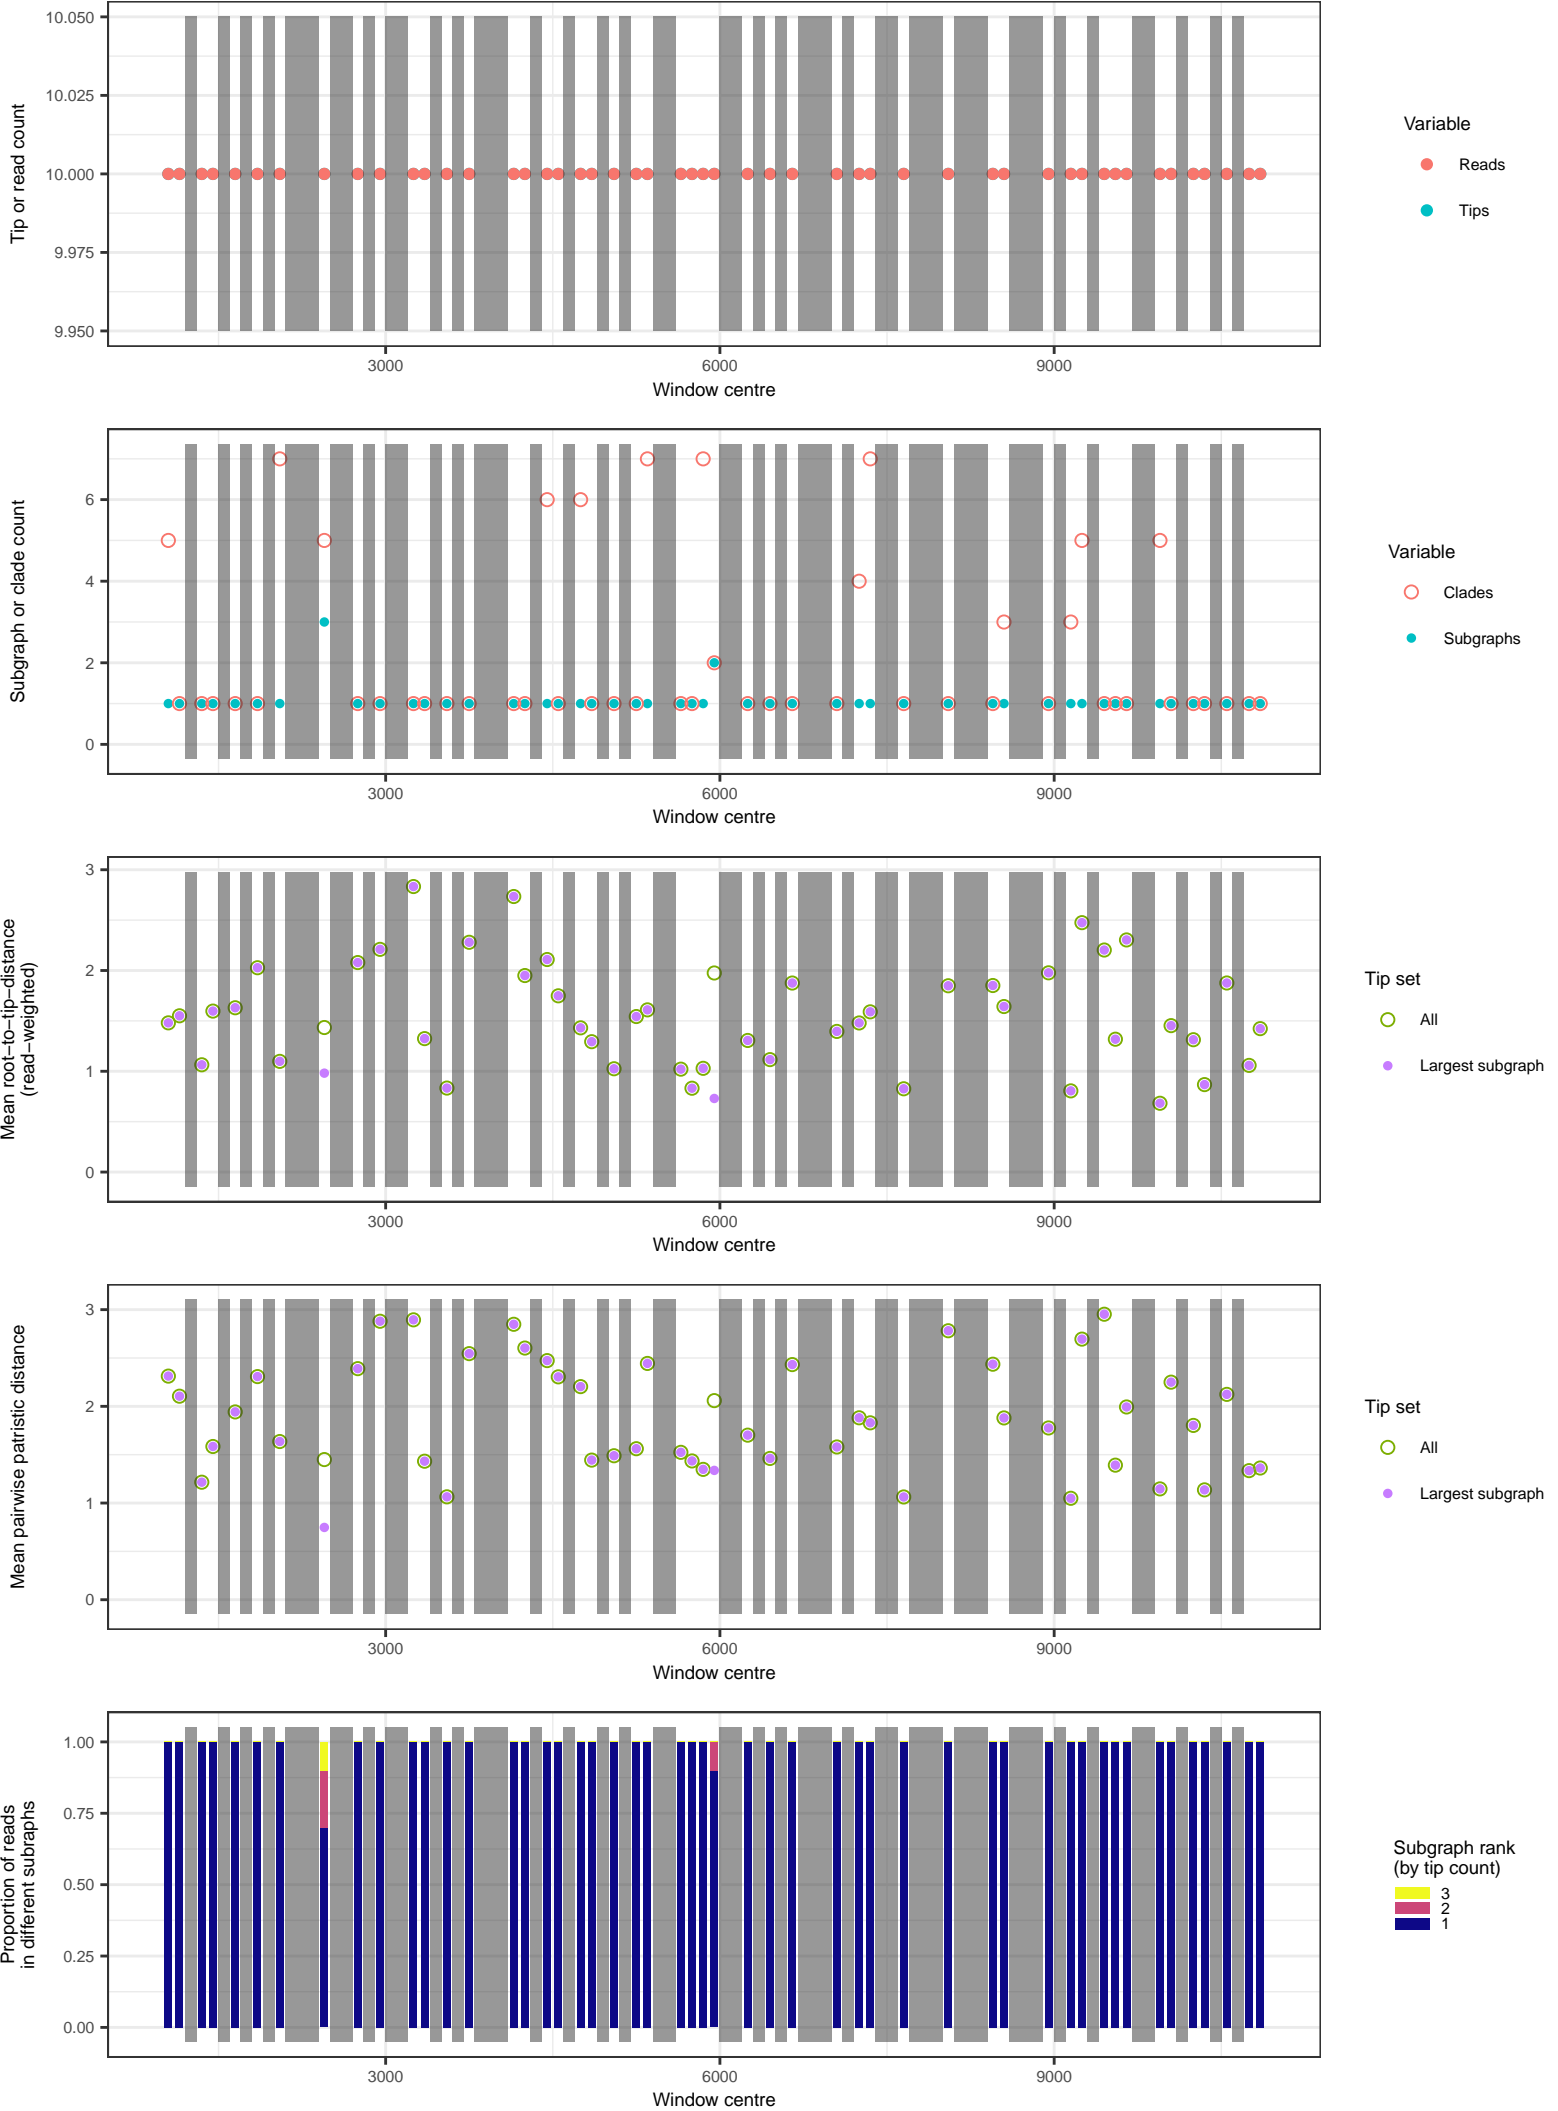 Tip or read count
10.050
10.025
10.000
9.975
9.950
3000 6000 9000
Window centre
Variable
Reads
Tips
Subgraph or clade count
6
4
2
0
3000 6000 9000
Window centre
Variable
Clades
Subgraphs
Mean root−to−tip−distance
(read−weighted)
3
2
1
0
3000 6000 9000
Window centre
Tip set
All
Largest subgraph
Mean pairwise patristic distance
3
2
1
0
3000 6000 9000
Window centre
Tip set
All
Largest subgraph
Proportion of reads
in different subraphs
1.00
0.75
0.50
0.25
0.00
3000 6000 9000
Window centre
Subgraph rank
(by tip count)
3
2
1